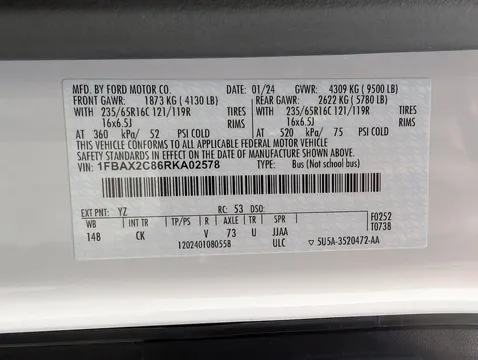 MFD. BY FORD MOTOR CO. 01/24 GVWR: 4309 KG (9500 LB)
FRONT GAWR: 1873 KG (4130 LB) REAR GAWR: 2622 KG (5780 LB)
WITH 235/65R16C 121/119R TIRES WITH 235/65R16C 121/119R TIRES
16x6.5J RIMS 16x6.5J RIMS
AT 360 kPa/ 52 PSI COLD AT 520 kPa/ 75 PSI COLD
THIS VEHICLE CONFORMS TO ALL APPLICABLE FEDERAL MOTOR VEHICLE
SAFETY STANDARDS IN EFFECT ON THE DATE OF MANUFACTURE SHOWN ABOVE.
VIN: 1FBAX2C86RKA02578 TYPE: Bus (Not school bus)
EXT PNT: YZ RC: 53 DSO: F0252
WB INT TR TP/PS R AXLE TR SPR T0738
148 CK V 73 U JJAA
1202401080558 ULC 5U5A-3520472-AA